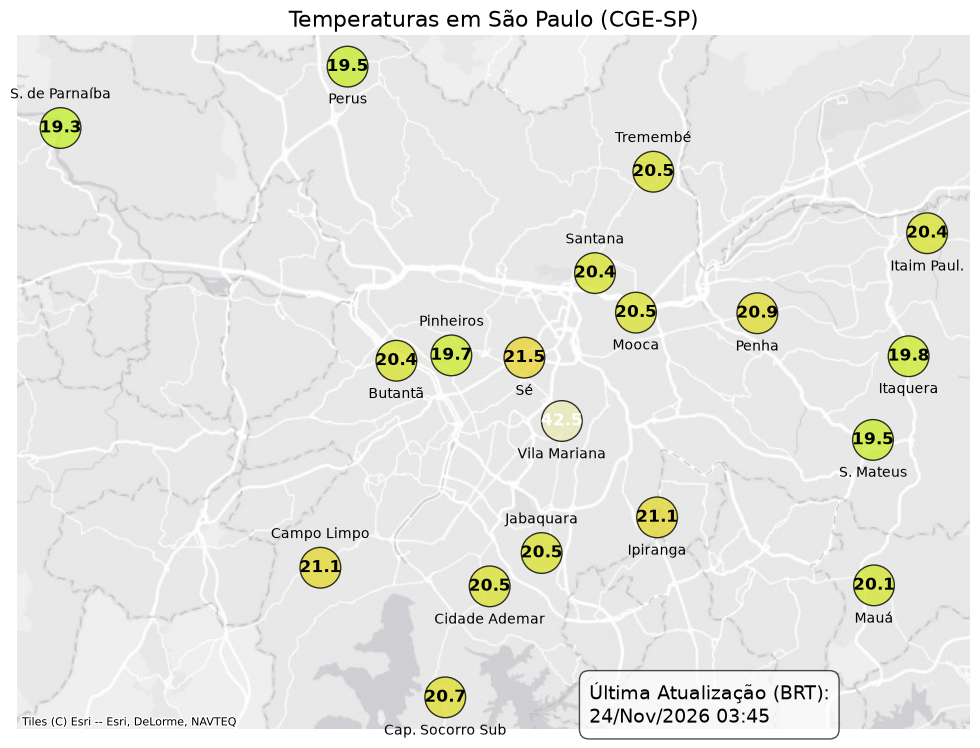 Temperaturas em São Paulo (CGE-SP)
19.5
Perus
S. de Parnaíba
19.3
Tremembé
20.5
20.4
Itaim Paul.
Santana
20.4
20.5
Mooca
20.9
Penha
Pinheiros
19.7
20.4
Butantã
21.5
Sé
19.8
Itaquera
42.5
Vila Mariana
19.5
S. Mateus
21.1
Ipiranga
Jabaquara
20.5
Campo Limpo
21.1
20.5
Cidade Ademar
20.1
Mauá
20.7
Cap. Socorro Sub
Última Atualização (BRT):
24/Nov/2026 03:45
Tiles (C) Esri -- Esri, DeLorme, NAVTEQ